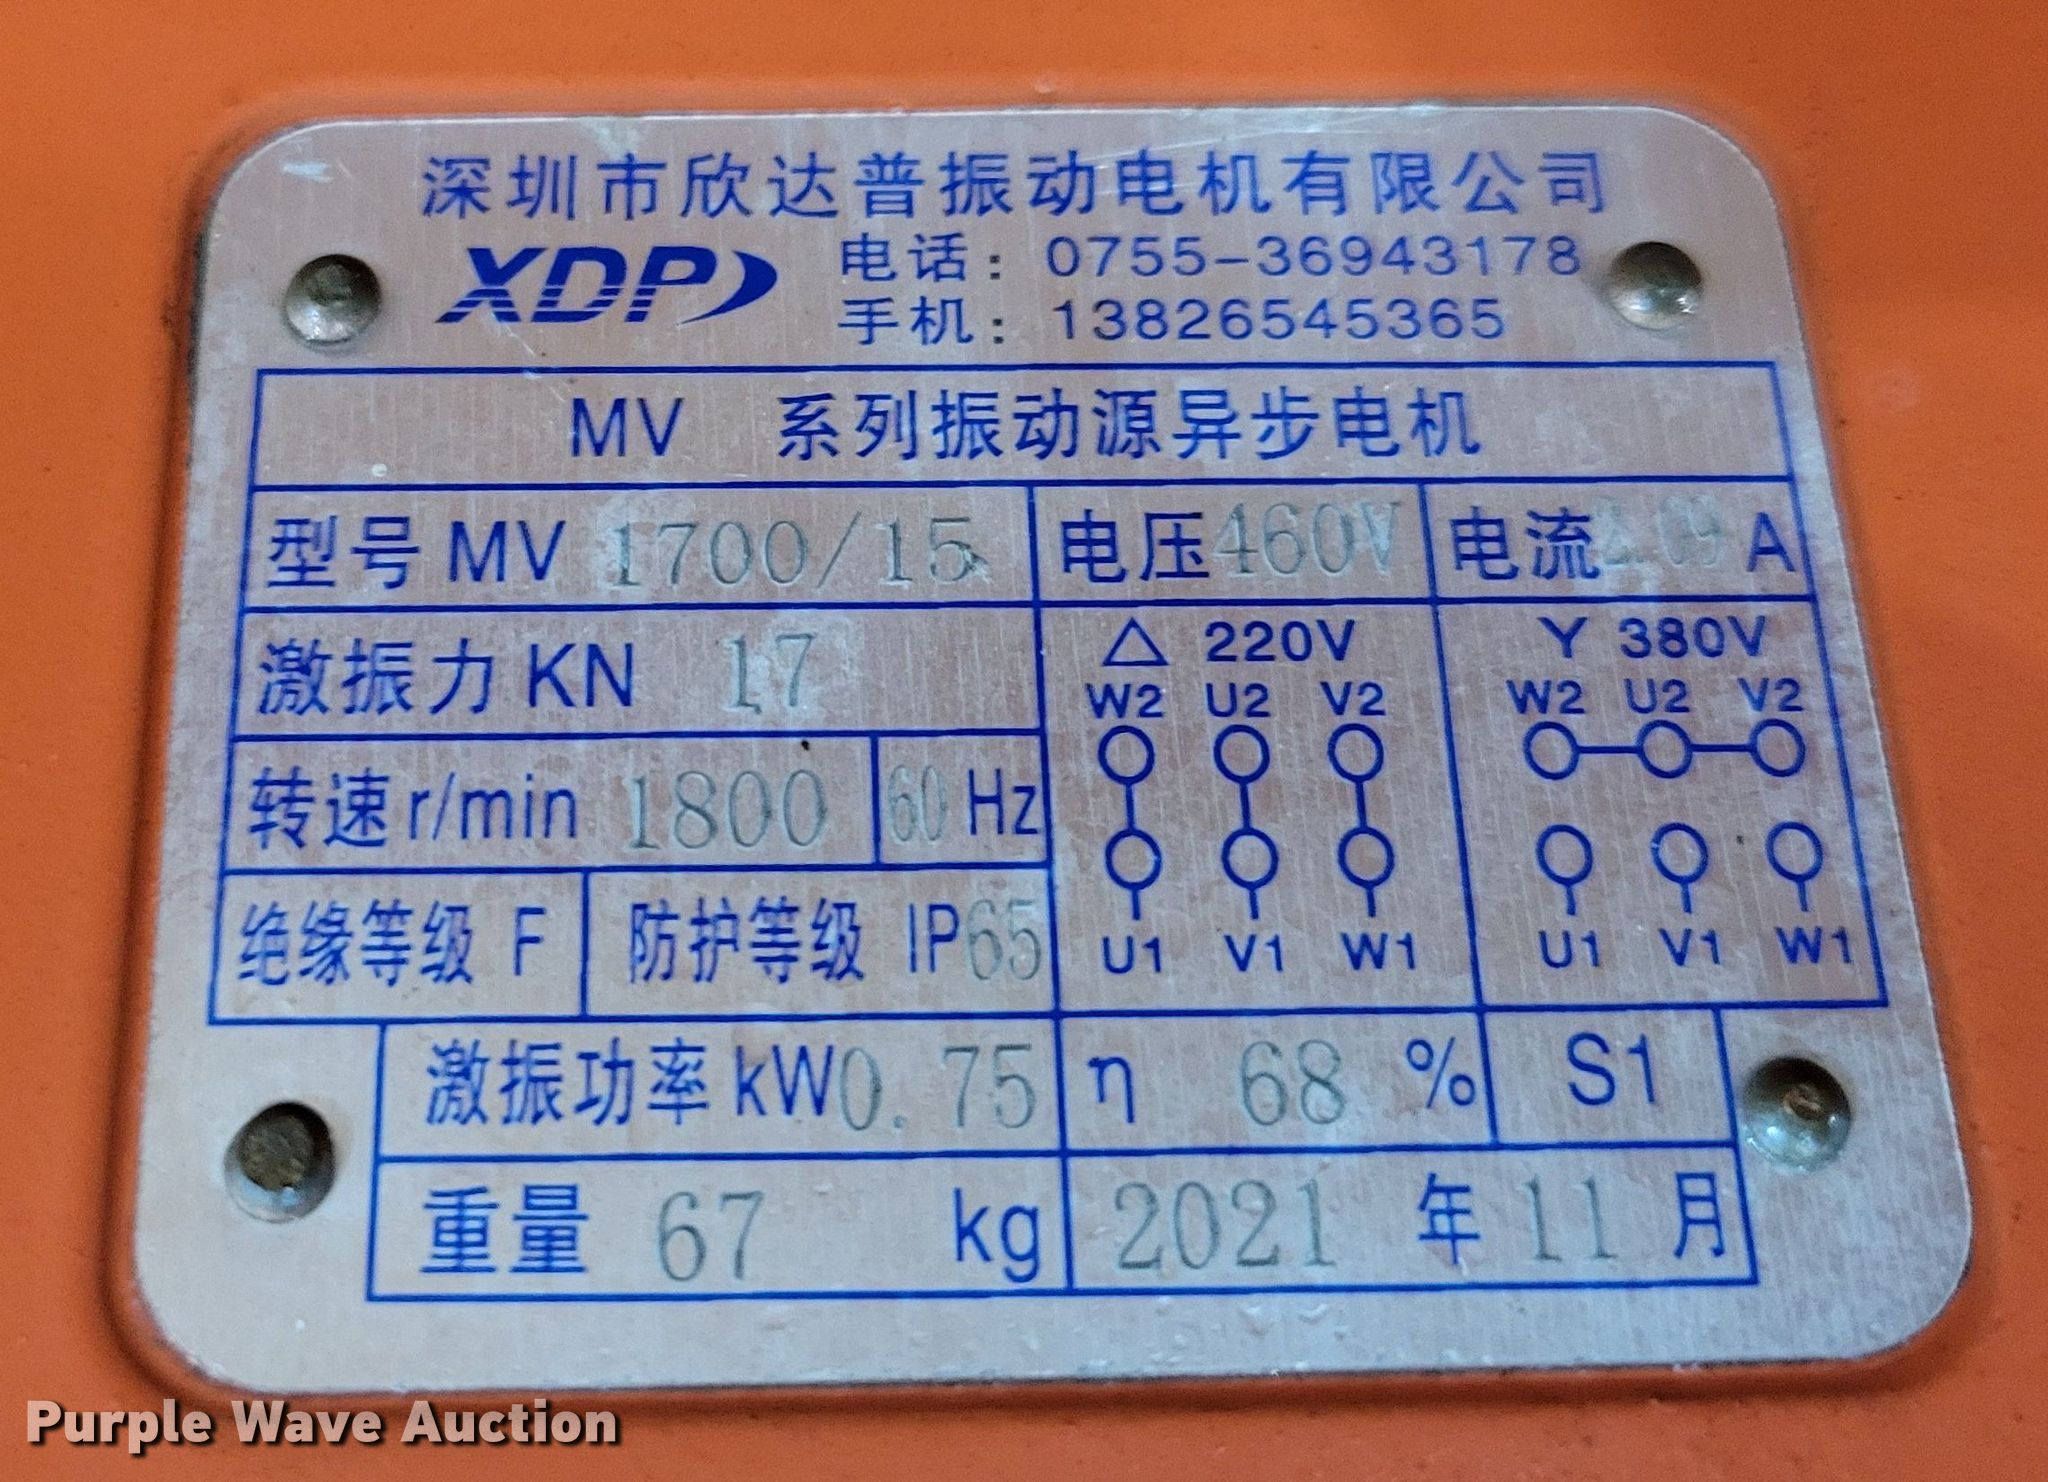 深圳市欣达普振动电机有限公司
XDP
电话: 0755-36943178
手机: 13826545365
MV 系列振动源异步电机
型号 MV 1700/15 电压 460V 电流 2.09 A
激振力 KN 17
△ 220V Y 380V
W2 U2 V2 W2 U2 V2
转速 r/min 1800 60 Hz
绝缘等级 F 防护等级 IP65
U1 V1 W1 U1 V1 W1
激振功率 kW 0.75 η 68 % S1
重量 67 kg 2021 年 11 月
Purple Wave Auction